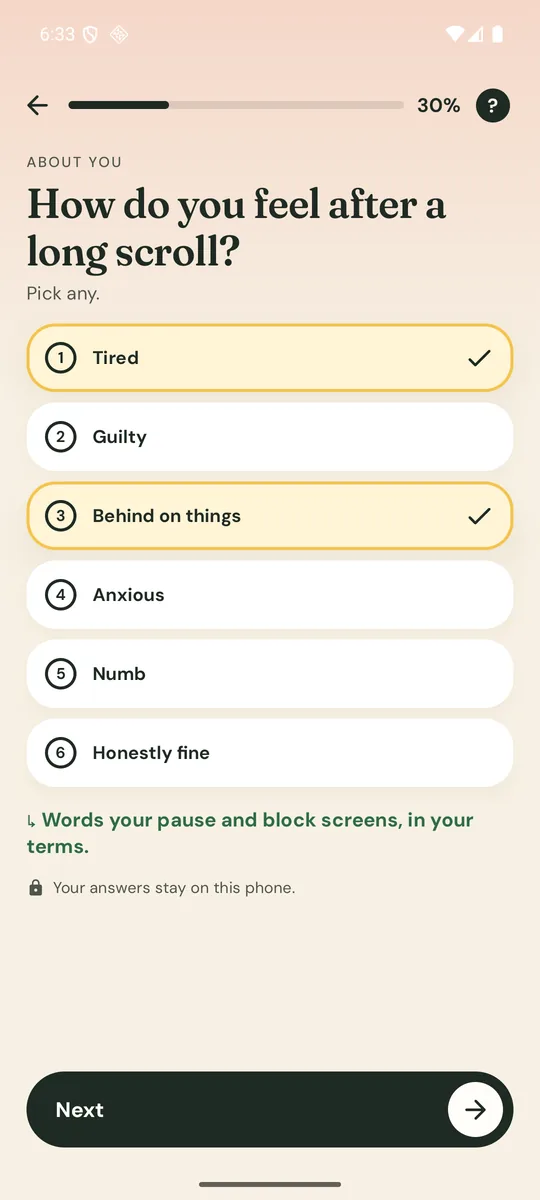 6:33
30% ?
ABOUT YOU
How do you feel after a
long scroll?
Pick any.
1 Tired
2 Guilty
3 Behind on things
4 Anxious
5 Numb
6 Honestly fine
↳ Words your pause and block screens, in your
terms.
Your answers stay on this phone.
Next